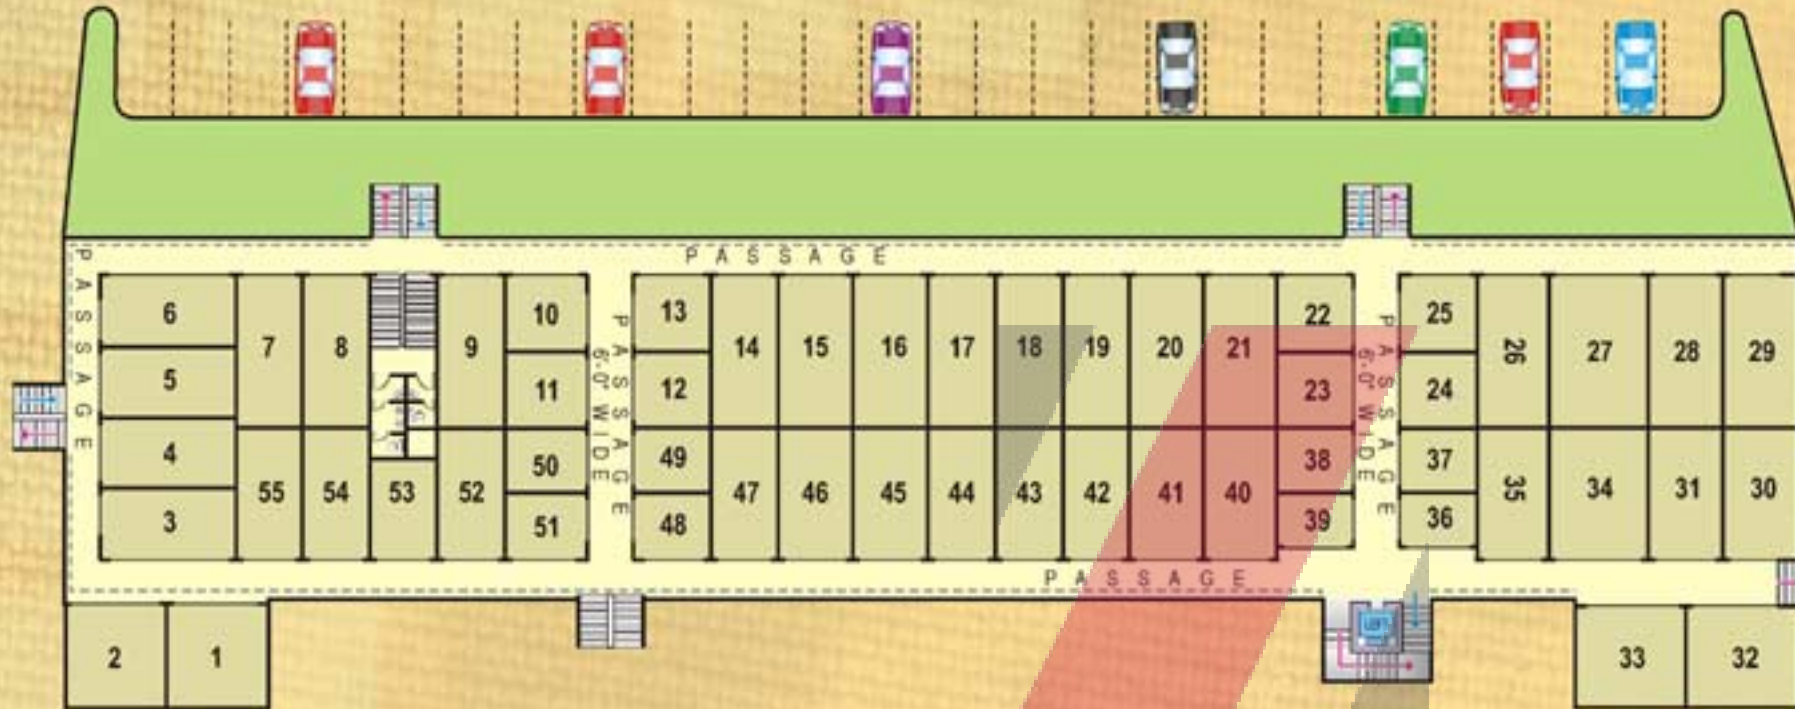 PASSAGE
PASSAGE
6 7 8 9 10 13 14 15 16 17 18 19 20 21 22 25 26 27 28 29
5 11 12 23 24
PASSAGE
6'.0" WIDE
PASSAGE
6'.0" WIDE
4 50 49 38 37
3 55 54 53 52 51 48 47 46 45 44 43 42 41 40 39 36 35 34 31 30
PASSAGE
2 1 33 32
LIFT